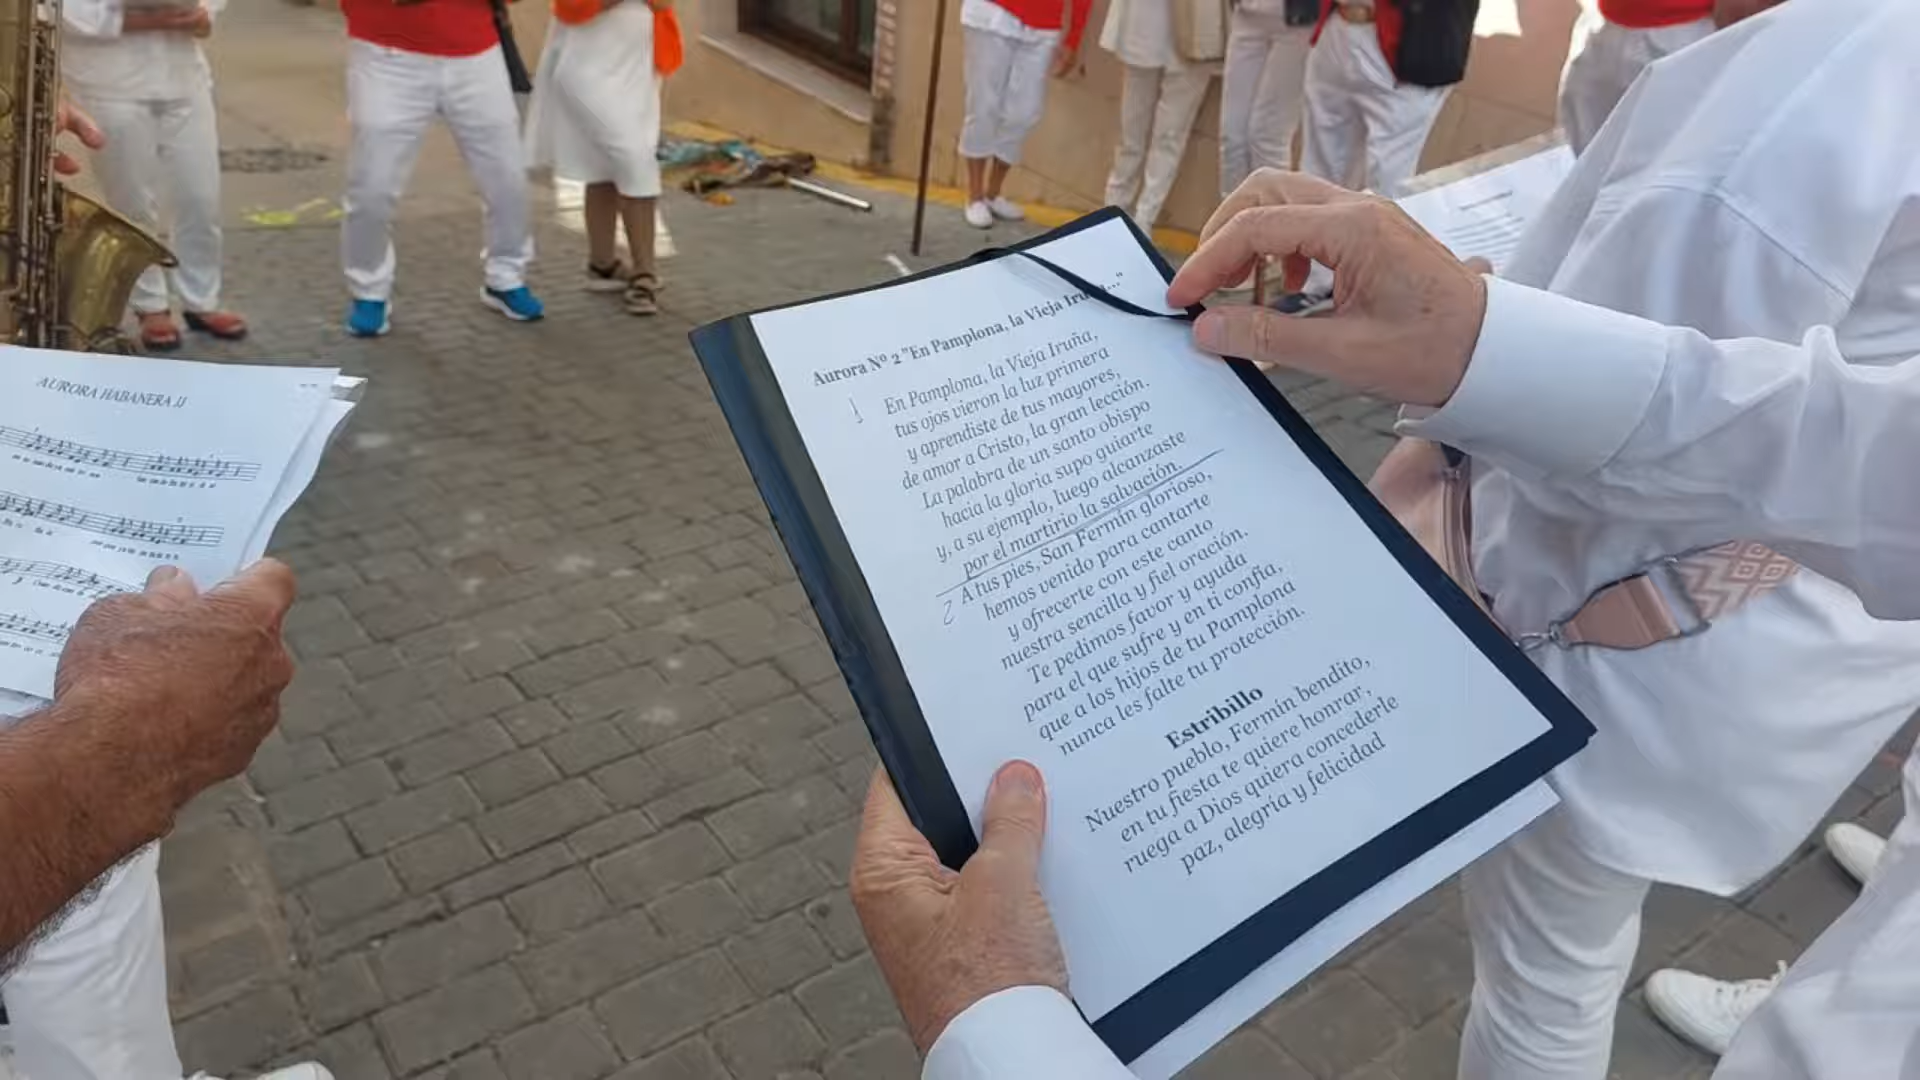 AURORA HABANERA JJ
Aurora Nº 2 "En Pamplona, la Vieja
1
En Pamplona, la Vieja Iruña,
tus ojos vieron la luz primera
y aprendiste de tus mayores,
de amor a Cristo, la gran lección.
La palabra de un santo obispo
hacia la gloria supo guiarte
y, a su ejemplo, luego alcanzaste
por el martirio la salvación.
2
A tus pies, San Fermín glorioso,
hemos venido para cantarte
y ofrecerte con este canto
nuestra sencilla y fiel oración.
Te pedimos favor y ayuda
para el que sufre y en ti confía,
que a los hijos de tu Pamplona
nunca les falte tu protección.
Estribillo
Nuestro pueblo, Fermín bendito,
en tu fiesta te quiere honrar,
ruega a Dios quiera concederle
paz, alegría y felicidad